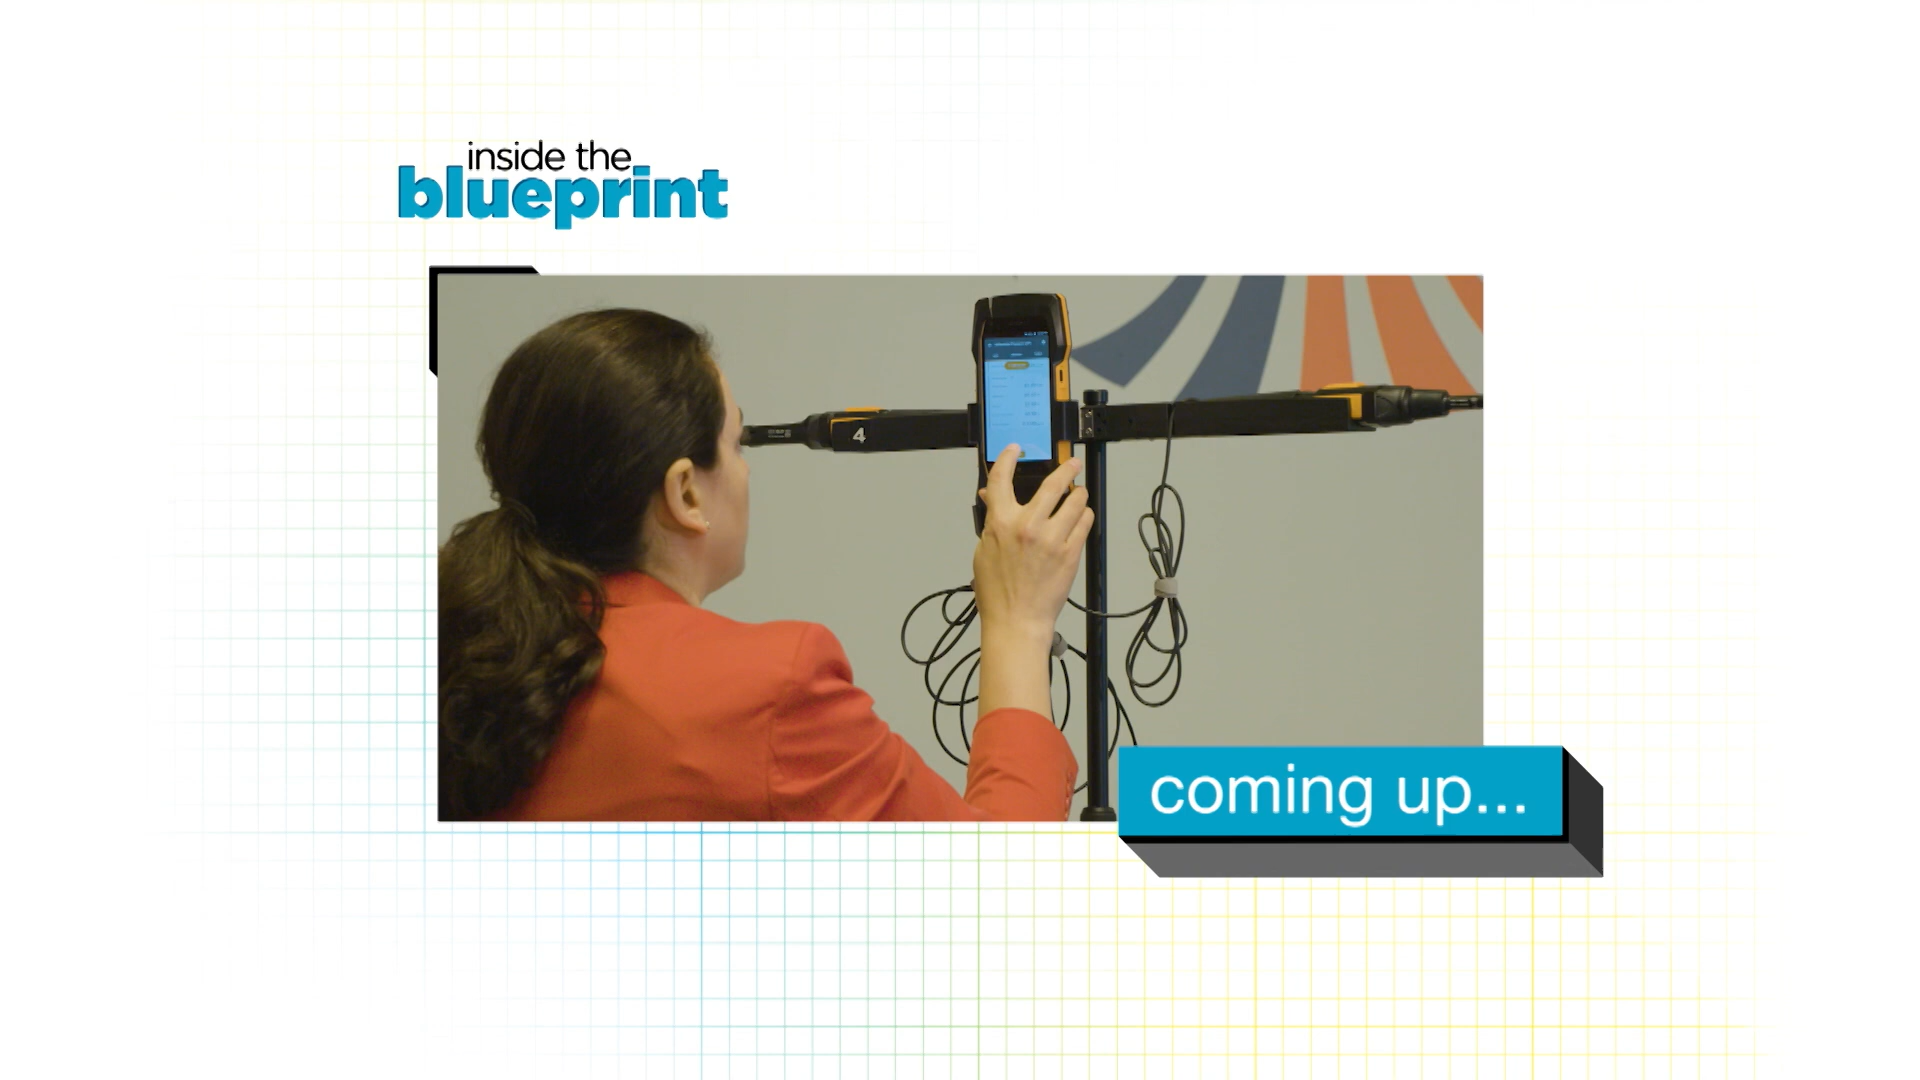 inside the
blueprint
4
coming up...